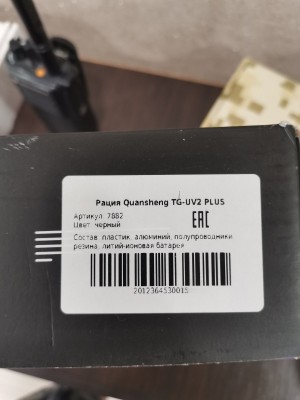 Рация Quansheng TG-UV2 PLUS
Артикул: 7882
Цвет: черный
EAC
Состав: пластик, алюминий, полупроводники,
резина, литий-ионовая батарея
2012364530015